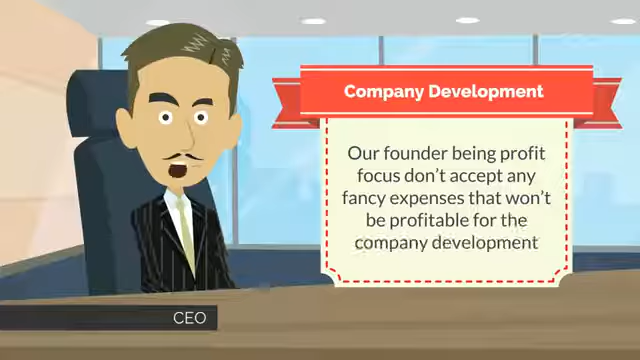 Company Development
Our founder being profit
focus don't accept any
fancy expenses that won't
be profitable for the
company development
CEO